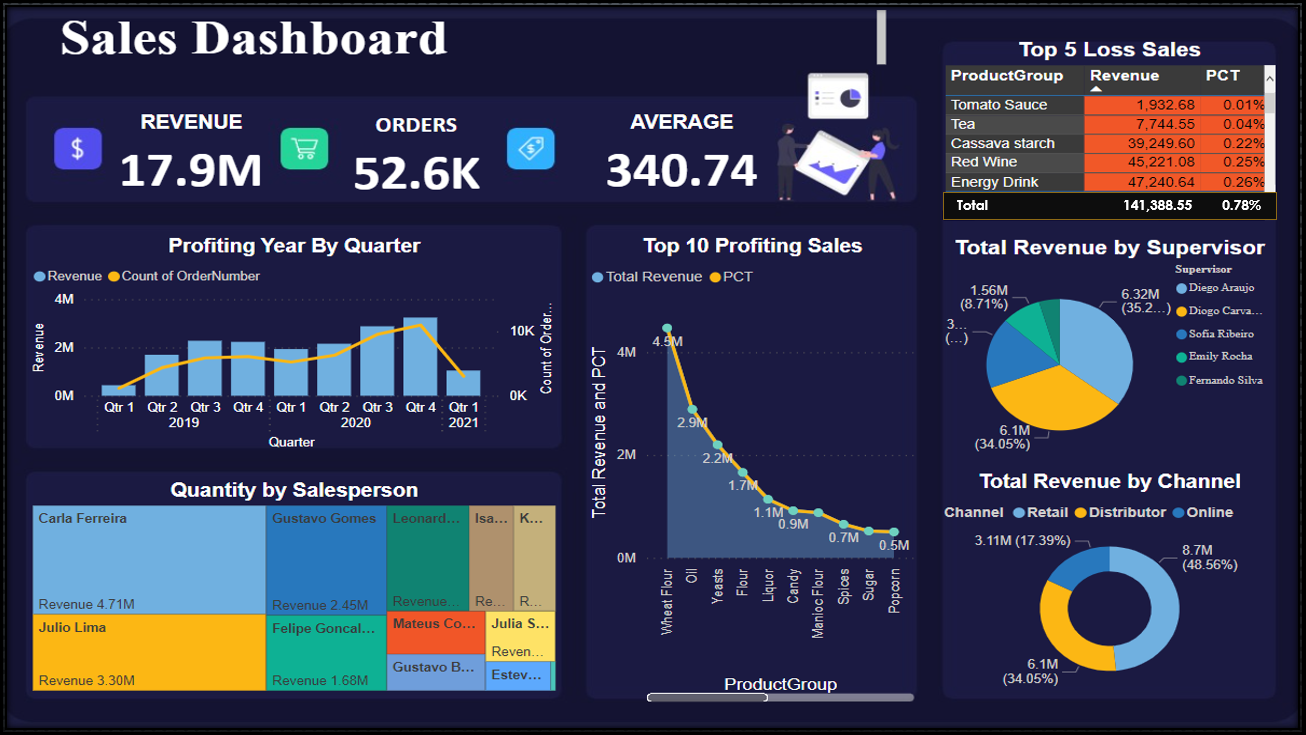 Sales Dashboard
REVENUE
17.9M
ORDERS
52.6K
AVERAGE
340.74
Top 5 Loss Sales
ProductGroup Revenue PCT
Tomato Sauce 1,932.68 0.01%
Tea 7,744.55 0.04%
Cassava starch 39,249.60 0.22%
Red Wine 45,221.08 0.25%
Energy Drink 47,240.64 0.26%
Total 141,388.55 0.78%
Profiting Year By Quarter
Revenue Count of OrderNumber
Revenue
4M
2M
0M
10K
0K
Count of Order...
Qtr 1 Qtr 2 Qtr 3 Qtr 4 Qtr 1 Qtr 2 Qtr 3 Qtr 4 Qtr 1
2019 2020 2021
Quarter
Top 10 Profiting Sales
Total Revenue PCT
Total Revenue and PCT
4M
2M
0M
4.5M
2.9M
2.2M
1.7M
1.1M
0.9M
0.7M
0.5M
Wheat Flour
Oil
Yeasts
Flour
Liquor
Candy
Manioc Flour
Spices
Sugar
Popcorn
ProductGroup
Total Revenue by Supervisor
Supervisor
Diego Araujo
Diogo Carva...
Sofia Ribeiro
Emily Rocha
Fernando Silva
1.56M
(8.71%)
6.32M
(35.2...)
3...
(...)
6.1M
(34.05%)
Quantity by Salesperson
Carla Ferreira
Revenue 4.71M
Julio Lima
Revenue 3.30M
Gustavo Gomes
Revenue 2.45M
Felipe Goncal...
Revenue 1.68M
Leonard...
Revenue...
Isa...
Re...
K...
R...
Mateus Co...
Gustavo B...
Julia S...
Reven...
Estev...
Total Revenue by Channel
Channel Retail Distributor Online
3.11M (17.39%)
8.7M
(48.56%)
6.1M
(34.05%)